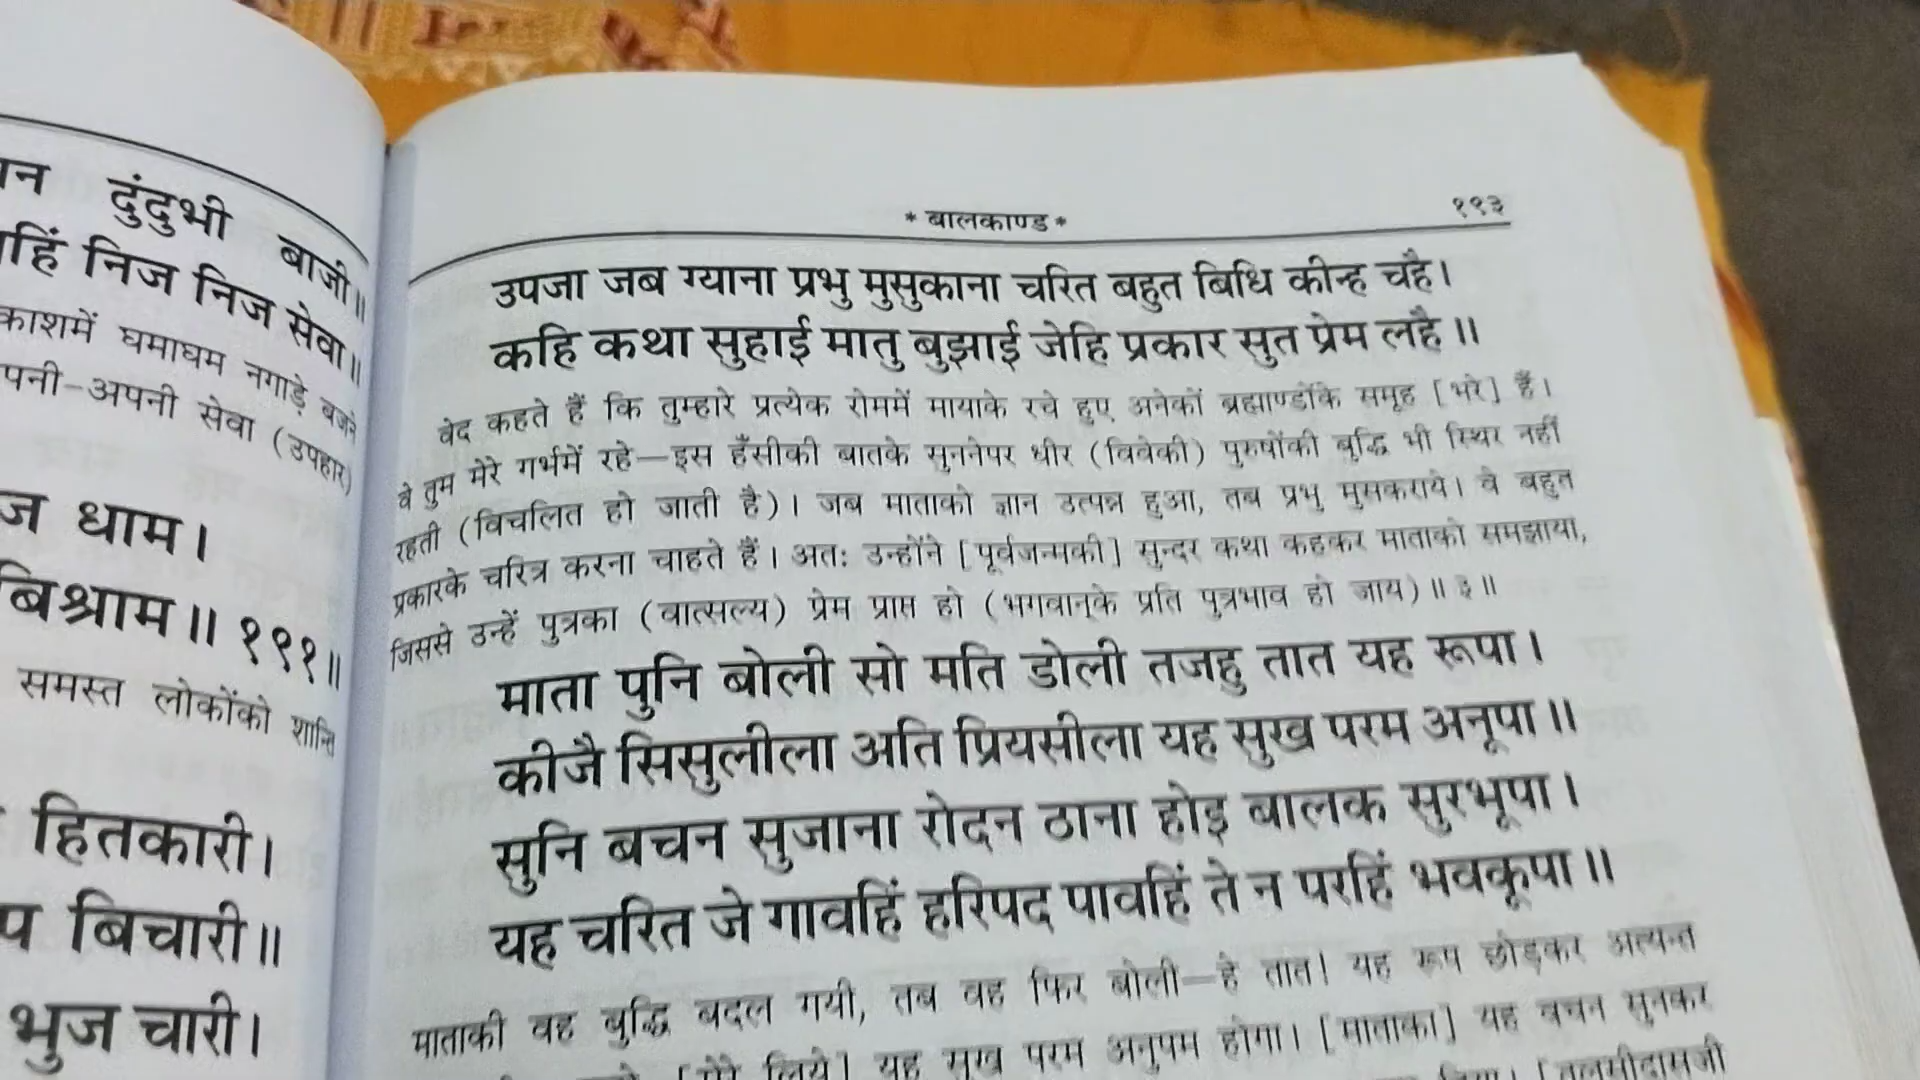 दुंदुभी बाजी॥
निज निज सेवा॥
घमाघम नगाड़े बजने
पनी-अपनी सेवा (उपहार)
धाम।
बिश्राम॥ १९१॥
समस्त लोकोंको शान्ति
हितकारी।
बिचारी॥
भुज चारी।
* बालकाण्ड * १९३
उपजा जब ग्याना प्रभु मुसुकाना चरित बहुत बिधि कीन्ह चहै।
कहि कथा सुहाई मातु बुझाई जेहि प्रकार सुत प्रेम लहै॥
वेद कहते हैं कि तुम्हारे प्रत्येक रोममें मायाके रचे हुए अनेकों ब्रह्माण्डोंके समूह [भरे] हैं।
वे तुम मेरे गर्भमें रहे—इस हँसीकी बातके सुननेपर धीर (विवेकी) पुरुषोंकी बुद्धि भी स्थिर नहीं
रहती (विचलित हो जाती है)। जब माताको ज्ञान उत्पन्न हुआ, तब प्रभु मुसकराये। वे बहुत
प्रकारके चरित्र करना चाहते हैं। अतः उन्होंने [पूर्वजन्मकी] सुन्दर कथा कहकर माताको समझाया,
जिससे उन्हें पुत्रका (वात्सल्य) प्रेम प्राप्त हो (भगवान्‌के प्रति पुत्रभाव हो जाय)॥ ३॥
माता पुनि बोली सो मति डोली तजहु तात यह रूपा।
कीजै सिसुलीला अति प्रियसीला यह सुख परम अनूपा॥
सुनि बचन सुजाना रोदन ठाना होइ बालक सुरभूपा।
यह चरित जे गावहिं हरिपद पावहिं ते न परहिं भवकूपा॥
माताकी वह बुद्धि बदल गयी, तब वह फिर बोली—हे तात! यह रूप छोड़कर अत्यन्त
[मेरे लिये] यह सुख परम अनुपम होगा। [माताका] यह वचन सुनकर
[तुलसीदासजी